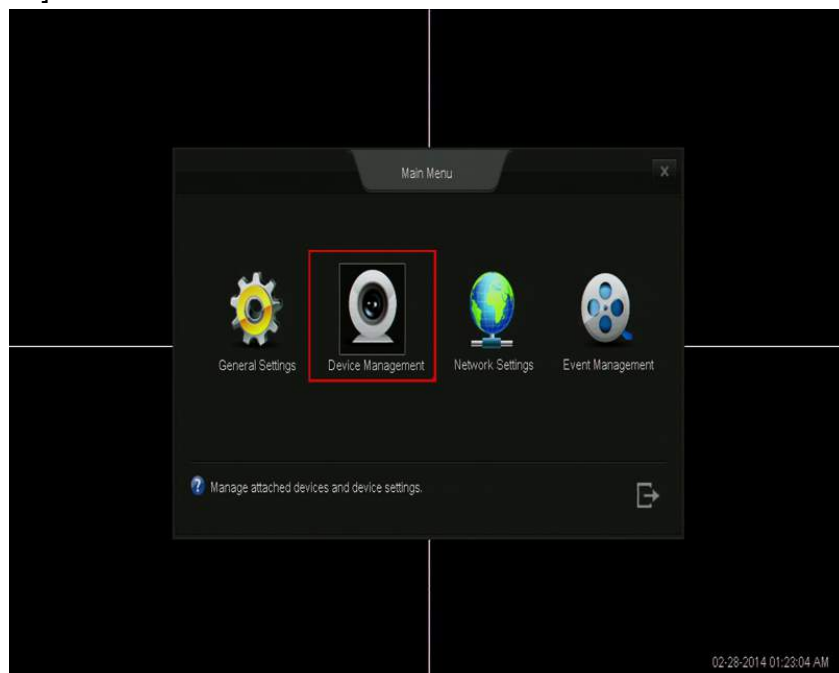 Main Menu
X
General Settings
Device Management
Network Settings
Event Management
? Manage attached devices and device settings.
02-28-2014 01:23:04 AM